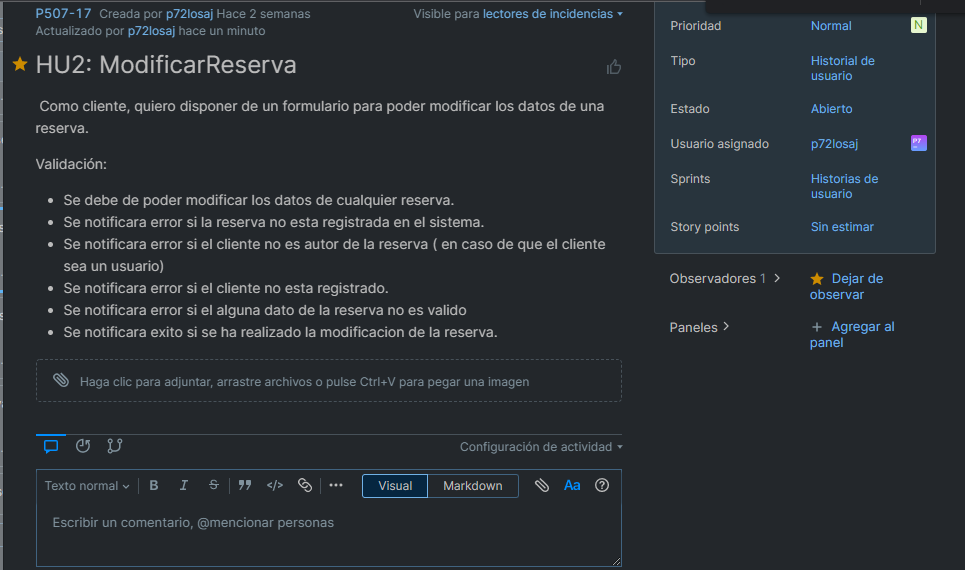 P507-17 Creada por p72losaj Hace 2 semanas
Visible para lectores de incidencias
Actualizado por p72losaj hace un minuto
HU2: ModificarReserva
Como cliente, quiero disponer de un formulario para poder modificar los datos de una
reserva.
Validación:
• Se debe de poder modificar los datos de cualquier reserva.
• Se notificara error si la reserva no esta registrada en el sistema.
• Se notificara error si el cliente no es autor de la reserva ( en caso de que el cliente
sea un usuario)
• Se notificara error si el cliente no esta registrado.
• Se notificara error si el alguna dato de la reserva no es valido
• Se notificara exito si se ha realizado la modificacion de la reserva.
Haga clic para adjuntar, arrastre archivos o pulse Ctrl+V para pegar una imagen
Configuración de actividad
Texto normal B I S </> ••• Visual Markdown Aa
Escribir un comentario, @mencionar personas
Prioridad Normal N
Tipo Historial de
usuario
Estado Abierto
Usuario asignado p72losaj P7
Sprints Historias de
usuario
Story points Sin estimar
Observadores 1 Dejar de
observar
Paneles + Agregar al
panel